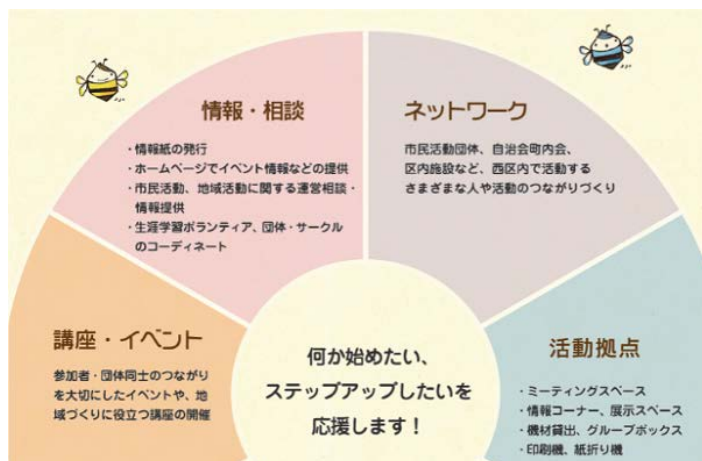 情報・相談
・情報紙の発行
・ホームページでイベント情報などの提供
・市民活動、地域活動に関する運営相談・
情報提供
・生涯学習ボランティア、団体・サークル
のコーディネート
ネットワーク
市民活動団体、自治会町内会、
区内施設など、西区内で活動する
さまざまな人や活動のつながりづくり
講座・イベント
参加者・団体同士のつながり
を大切にしたイベントや、地
域づくりに役立つ講座の開催
何か始めたい、
ステップアップしたいを
応援します！
活動拠点
・ミーティングスペース
・情報コーナー、展示スペース
・機材貸出、グループボックス
・印刷機、紙折り機